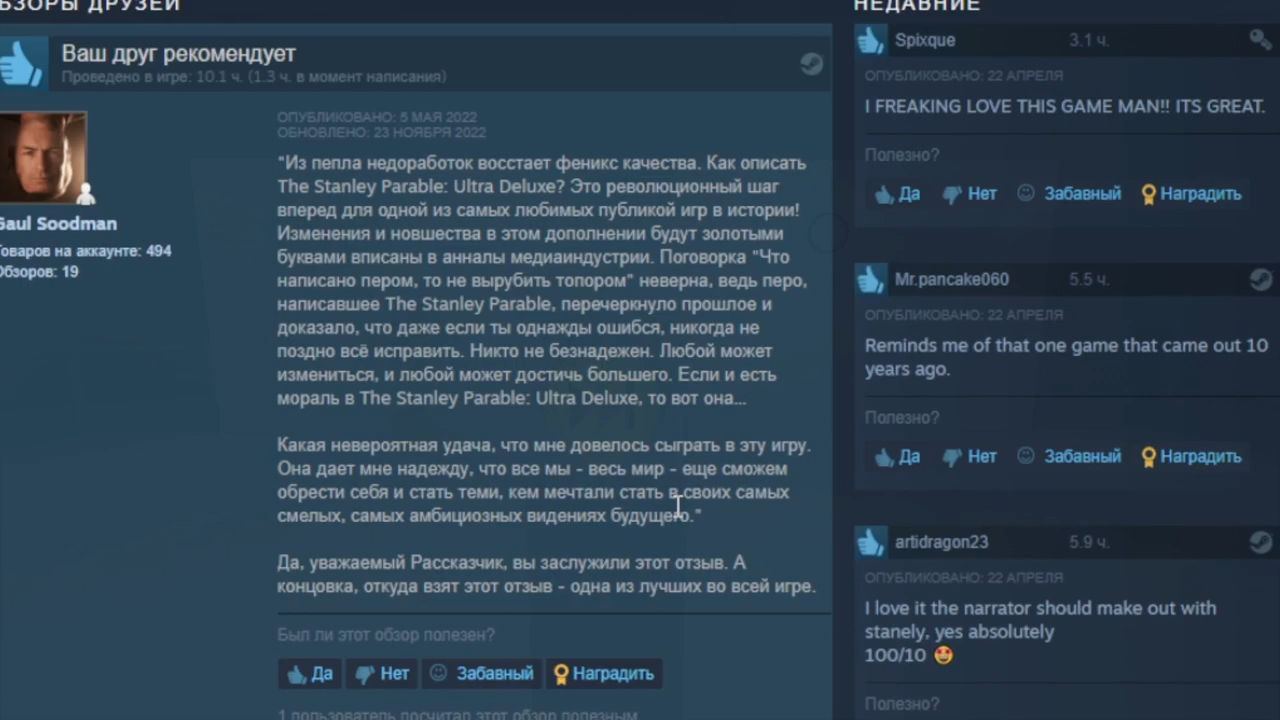 БЗОРЫ ДРУЗЕЙ
Ваш друг рекомендует
Проведено в игре: 10.1 ч. (1.3 ч. в момент написания)
Gaul Soodman
Товаров на аккаунте: 494
Обзоров: 19
ОПУБЛИКОВАНО: 5 МАЯ 2022
ОБНОВЛЕНО: 23 НОЯБРЯ 2022
"Из пепла недоработок восстает феникс качества. Как описать
The Stanley Parable: Ultra Deluxe? Это революционный шаг
вперед для одной из самых любимых публикой игр в истории!
Изменения и новшества в этом дополнении будут золотыми
буквами вписаны в анналы медиаиндустрии. Поговорка "Что
написано пером, то не вырубить топором" неверна, ведь перо,
написавшее The Stanley Parable, перечеркнуло прошлое и
доказало, что даже если ты однажды ошибся, никогда не
поздно всё исправить. Никто не безнадежен. Любой может
измениться, и любой может достичь большего. Если и есть
мораль в The Stanley Parable: Ultra Deluxe, то вот она...
Какая невероятная удача, что мне довелось сыграть в эту игру.
Она дает мне надежду, что все мы - весь мир - еще сможем
обрести себя и стать теми, кем мечтали стать в своих самых
смелых, самых амбициозных видениях будущего."
Да, уважаемый Рассказчик, вы заслужили этот отзыв. А
концовка, откуда взят этот отзыв - одна из лучших во всей игре.
Был ли этот обзор полезен?
Да Нет Забавный Наградить
1 пользователь посчитал этот обзор полезным
НЕДАВНИЕ
Spixque 3.1 ч.
ОПУБЛИКОВАНО: 22 АПРЕЛЯ
I FREAKING LOVE THIS GAME MAN!! ITS GREAT.
Полезно?
Да Нет Забавный Наградить
Mr.pancake060 5.5 ч.
ОПУБЛИКОВАНО: 22 АПРЕЛЯ
Reminds me of that one game that came out 10
years ago.
Полезно?
Да Нет Забавный Наградить
artidragon23 5.9 ч.
ОПУБЛИКОВАНО: 22 АПРЕЛЯ
I love it the narrator should make out with
stanely, yes absolutely
100/10 😍
Полезно?